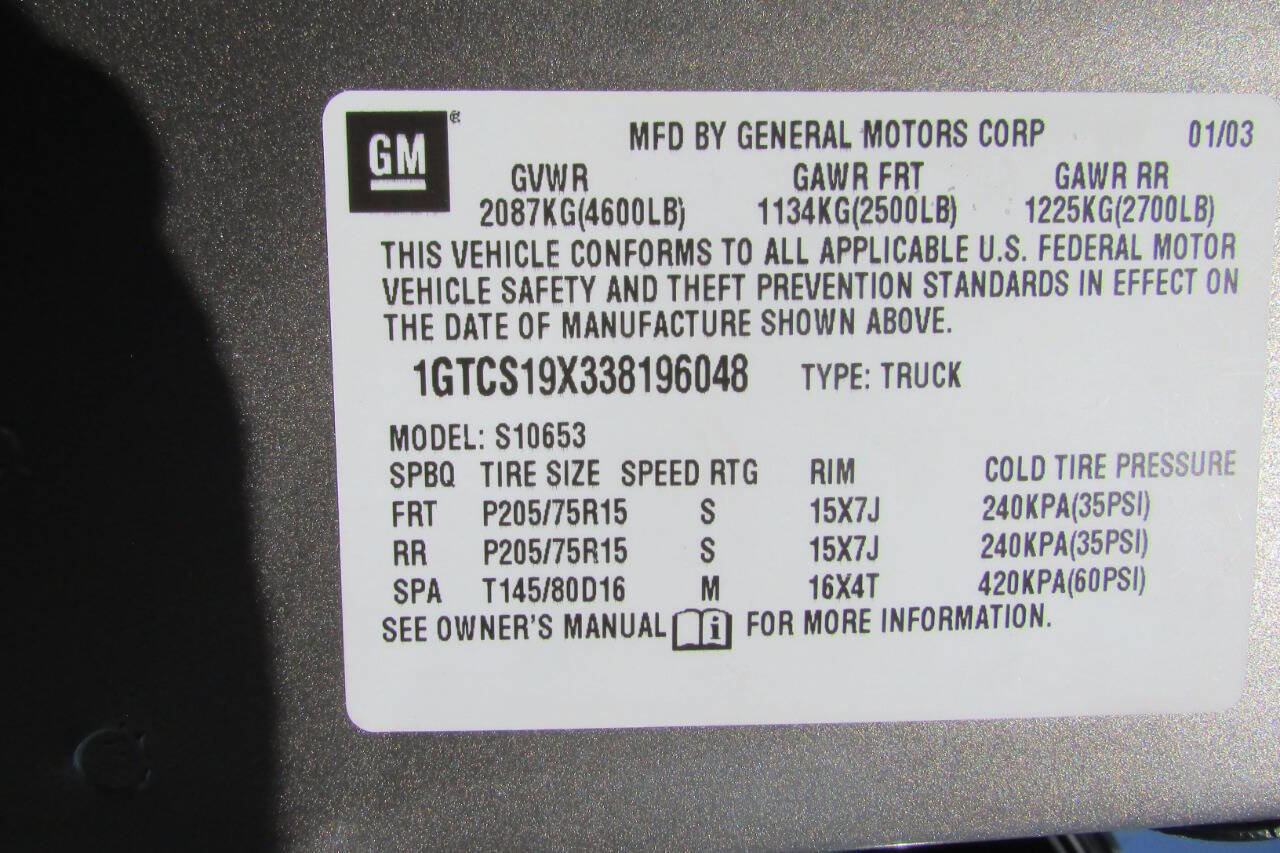 GM
MFD BY GENERAL MOTORS CORP 01/03
GVWR GAWR FRT GAWR RR
2087KG(4600LB) 1134KG(2500LB) 1225KG(2700LB)
THIS VEHICLE CONFORMS TO ALL APPLICABLE U.S. FEDERAL MOTOR
VEHICLE SAFETY AND THEFT PREVENTION STANDARDS IN EFFECT ON
THE DATE OF MANUFACTURE SHOWN ABOVE.
1GTCS19X338196048 TYPE: TRUCK
MODEL: S10653
SPBQ TIRE SIZE SPEED RTG RIM COLD TIRE PRESSURE
FRT P205/75R15 S 15X7J 240KPA(35PSI)
RR P205/75R15 S 15X7J 240KPA(35PSI)
SPA T145/80D16 M 16X4T 420KPA(60PSI)
SEE OWNER'S MANUAL i FOR MORE INFORMATION.